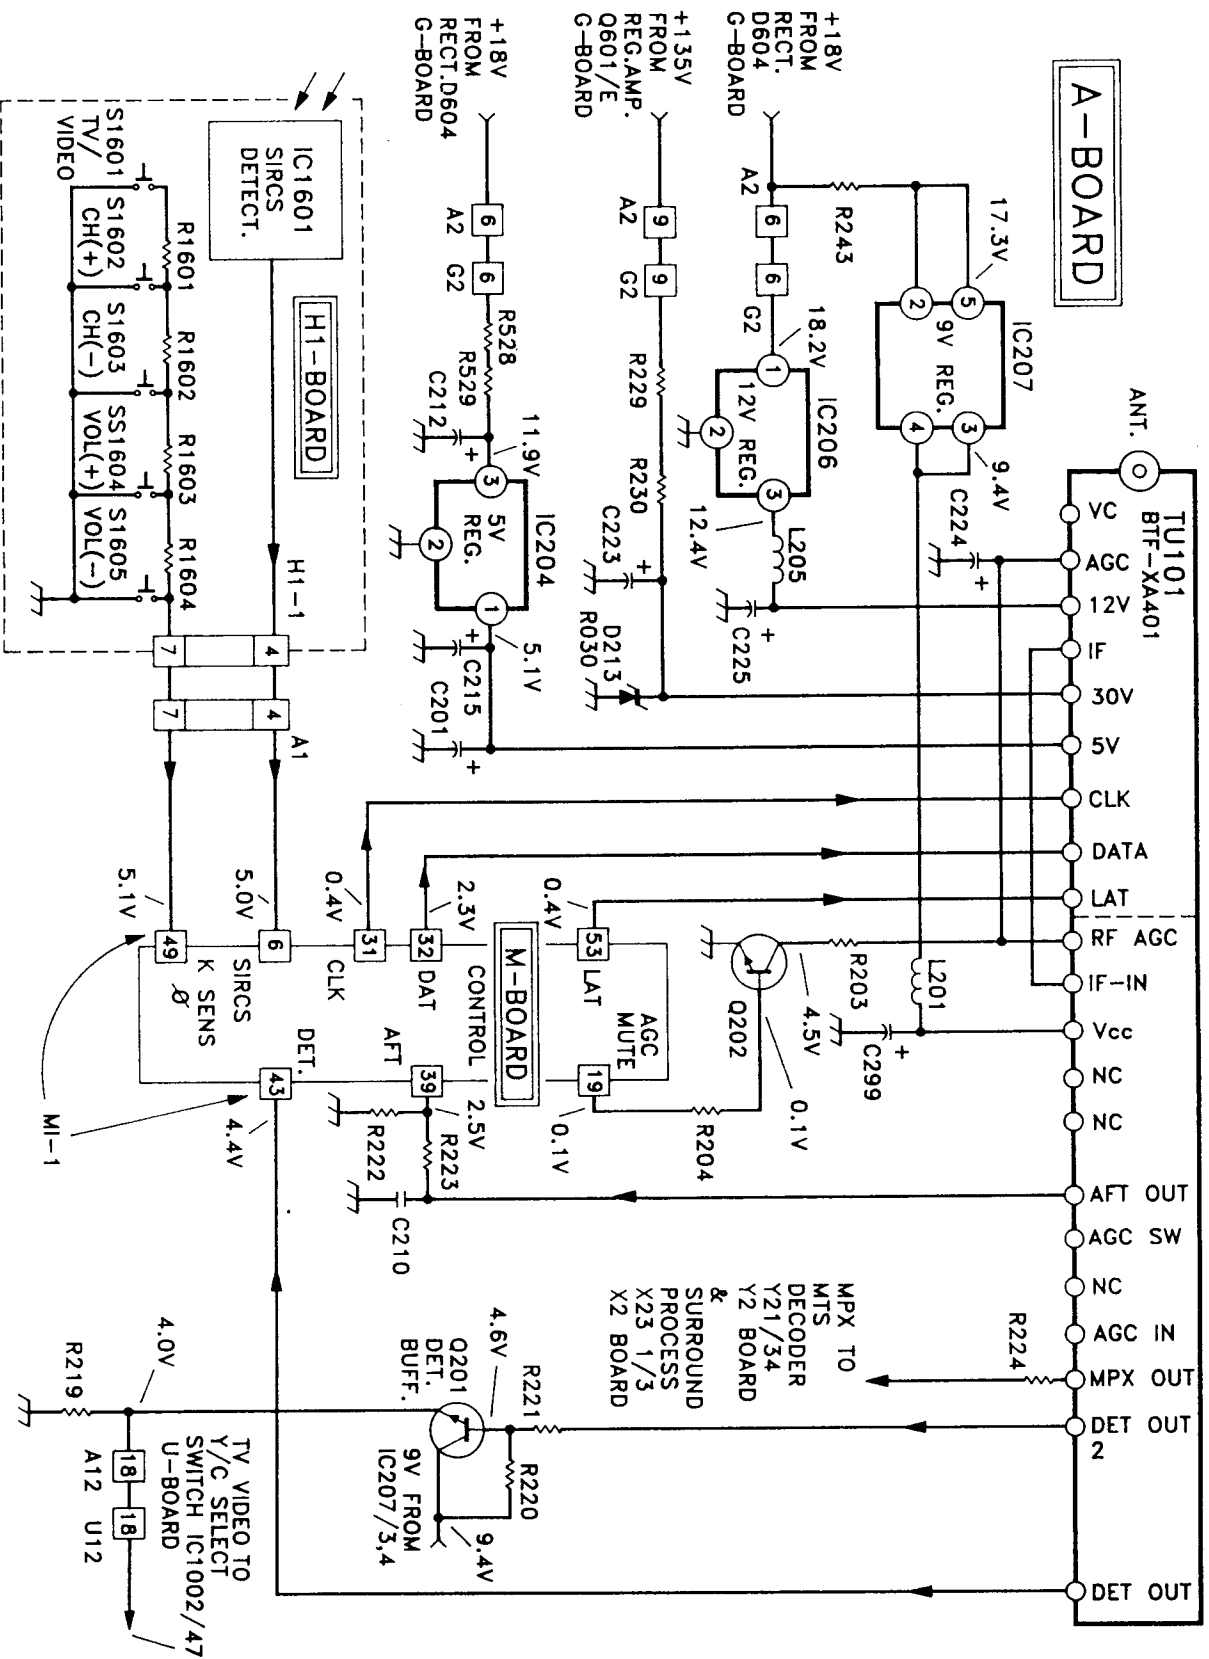 A-BOARD
ANT.
TU101
BTF-XA401
VC
AGC
12V
IF
30V
5V
CLK
DATA
LAT
RF AGC
IF-IN
Vcc
NC
NC
AFT OUT
AGC SW
NC
AGC IN
MPX OUT
DET OUT
2
DET OUT
+18V
FROM
RECT.
D604
G-BOARD
A2
6
6
G2
R243
17.3V
5
2
IC207
9V REG.
3
4
9.4V
C224
+
18.2V
1
IC206
12V REG.
2
3
12.4V
L205
+
C225
+135V
FROM
REG.AMP.
Q601/E
G-BOARD
A2
9
9
G2
R229
R230
C223
+
D213
R030
+18V
FROM
RECT.D604
G-BOARD
A2
6
6
G2
R528
R529
C212
+
11.9V
3
IC204
5V
REG.
2
1
5.1V
+
C215
C201
+
IC1601
SIRCS
DETECT.
H1-BOARD
H1-1
S1601
TV/
VIDEO
S1602
CH(+)
S1603
CH(-)
SS1604
VOL(+)
S1605
VOL(-)
R1601
R1602
R1603
R1604
4
7
4
7
A1
5.1V
5.0V
0.4V
2.3V
0.4V
49
6
31
32
53
K SENS
Ø
SIRCS
CLK
DAT
CONTROL
M-BOARD
LAT
AGC
MUTE
DET.
AFT
43
39
19
MI-1
4.4V
2.5V
0.1V
R222
R223
C210
R204
Q202
4.5V
0.1V
R203
L201
C299
+
R224
MPX TO
MTS
DECODER
Y21/34
Y2 BOARD
&
SURROUND
PROCESS
X23 1/3
X2 BOARD
R221
R220
4.6V
Q201
DET.
BUFF.
9V FROM
IC207/3,4
9.4V
4.0V
R219
18
18
A12 U12
TV VIDEO TO
Y/C SELECT
SWITCH IC1002/47
U-BOARD